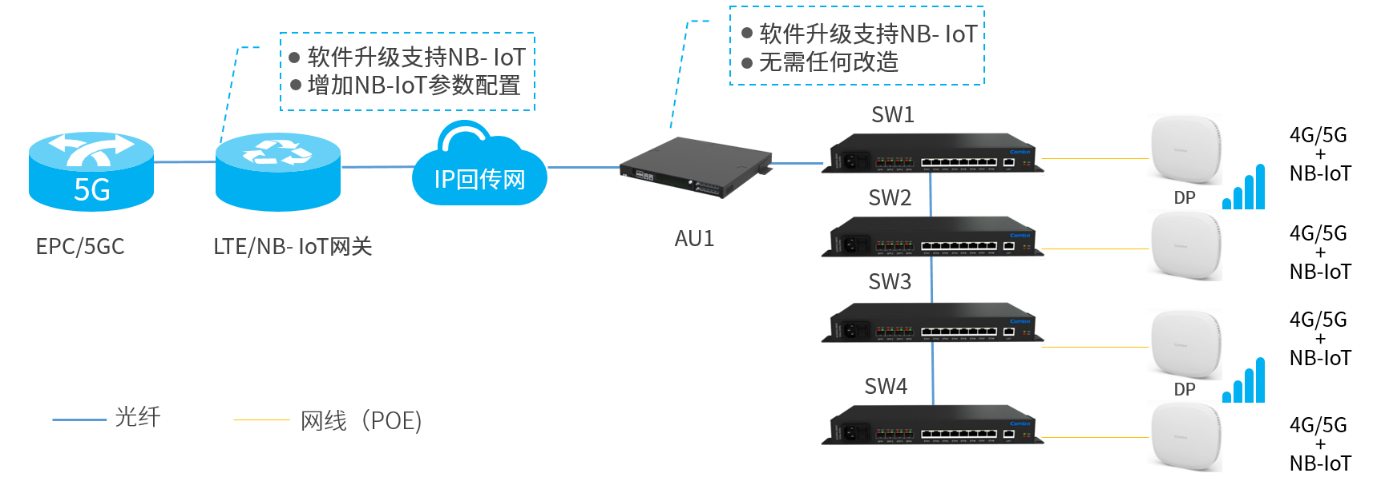 软件升级支持NB- IoT
增加NB-IoT参数配置
软件升级支持NB- IoT
无需任何改造
5G
EPC/5GC
LTE/NB- IoT网关
IP回传网
AU1
SW1
SW2
SW3
SW4
DP
DP
4G/5G
+
NB-IoT
4G/5G
+
NB-IoT
4G/5G
+
NB-IoT
4G/5G
+
NB-IoT
光纤
网线（POE)